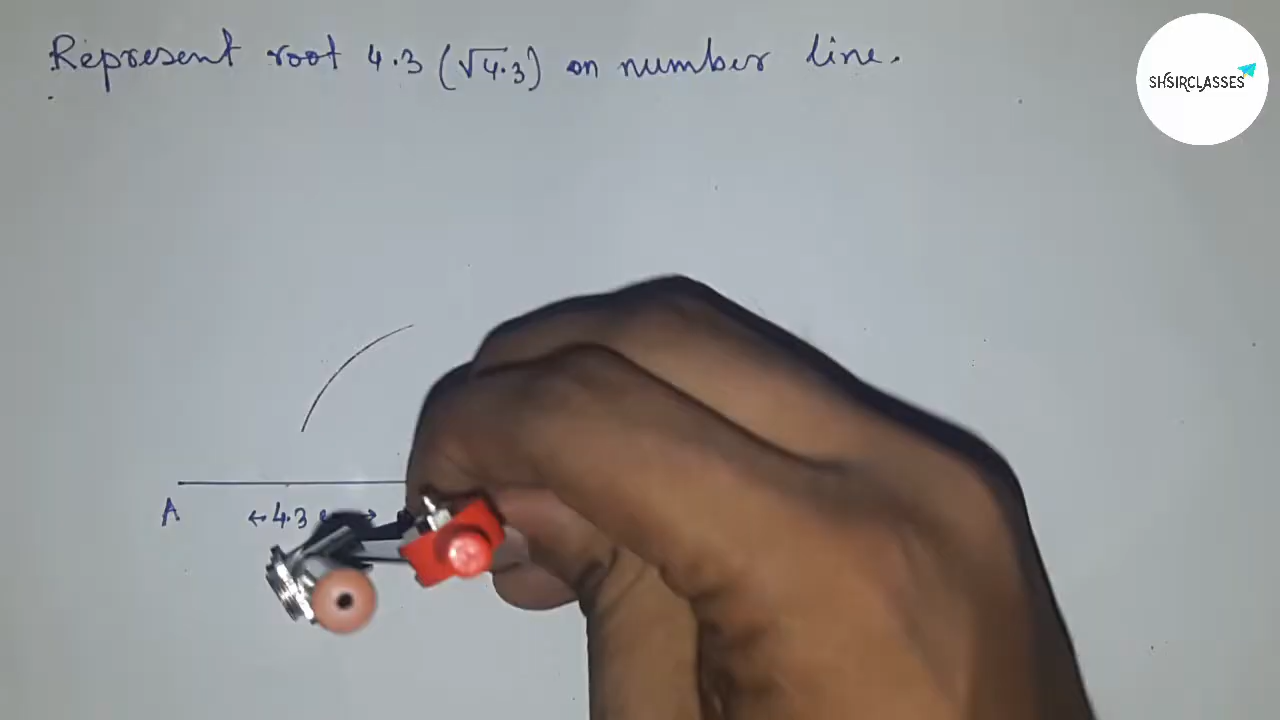 Represent root 4.3 (√4.3) on number line.
SHSIRCLASSES
A
←4.3